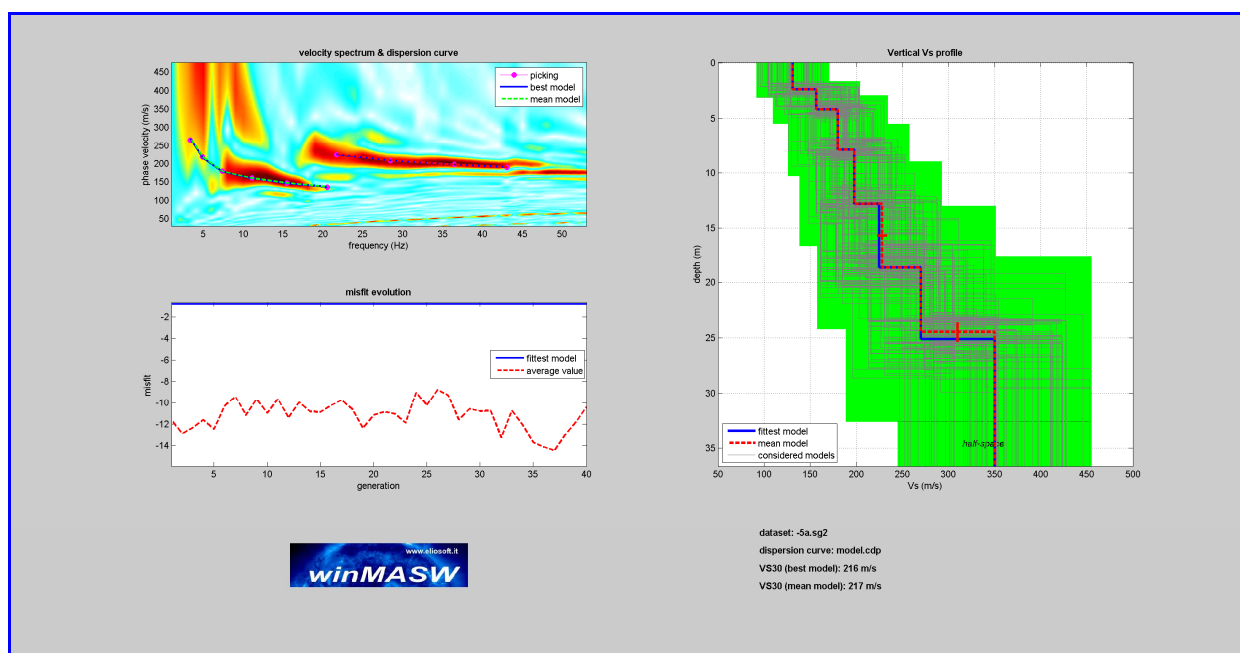 velocity spectrum & dispersion curve
450
400
350
300
250
200
150
100
50
phase velocity (m/s)
picking
best model
mean model
5
10
15
20
25
30
35
40
45
50
frequency (Hz)
misfit evolution
-2
-4
-6
-8
-10
-12
-14
misfit
fittest model
average value
5
10
15
20
25
30
35
40
generation
www.eliosoft.it
winMASW
Vertical Vs profile
0
5
10
15
20
25
30
35
depth (m)
half-space
fittest model
mean model
considered models
50
100
150
200
250
300
350
400
450
500
Vs (m/s)
dataset: -5a.sg2
dispersion curve: model.cdp
VS30 (best model): 216 m/s
VS30 (mean model): 217 m/s